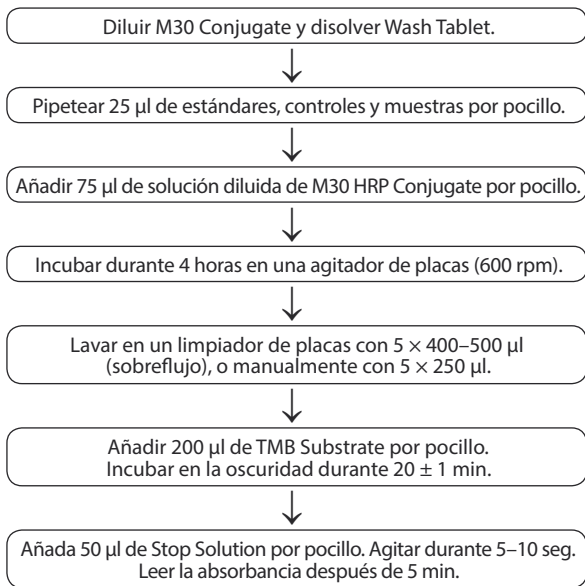 Diluir M30 Conjugate y disolver Wash Tablet.
Pipetear 25 µl de estándares, controles y muestras por pocillo.
Añadir 75 µl de solución diluida de M30 HRP Conjugate por pocillo.
Incubar durante 4 horas en una agitador de placas (600 rpm).
Lavar en un limpiador de placas con 5 × 400–500 µl
(sobreflujo), o manualmente con 5 × 250 µl.
Añadir 200 µl de TMB Substrate por pocillo.
Incubar en la oscuridad durante 20 ± 1 min.
Añada 50 µl de Stop Solution por pocillo. Agitar durante 5–10 seg.
Leer la absorbancia después de 5 min.